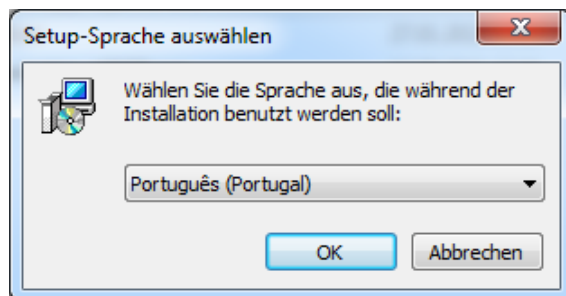 Setup-Sprache auswählen
Wählen Sie die Sprache aus, die während der
Installation benutzt werden soll:
Português (Portugal)
OK
Abbrechen